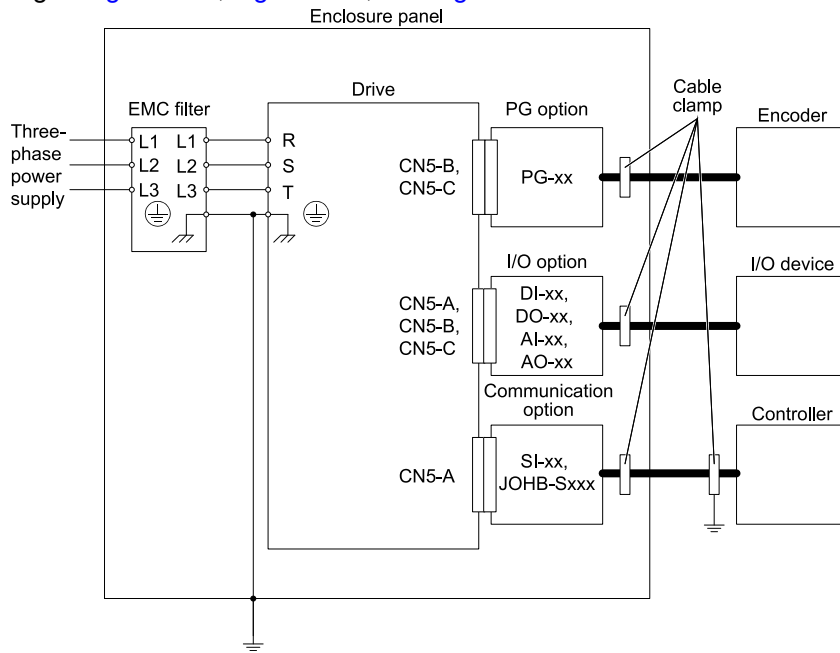 Enclosure panel
Drive
EMC filter
PG option
Cable
clamp
Encoder
Three-
phase
power
supply
L1 L1
L2 L2
L3 L3
R
S
T
CN5-B,
CN5-C
PG-xx
I/O option
I/O device
CN5-A,
CN5-B,
CN5-C
DI-xx,
DO-xx,
AI-xx,
AO-xx
Communication
option
Controller
CN5-A
SI-xx,
JOHB-Sxxx